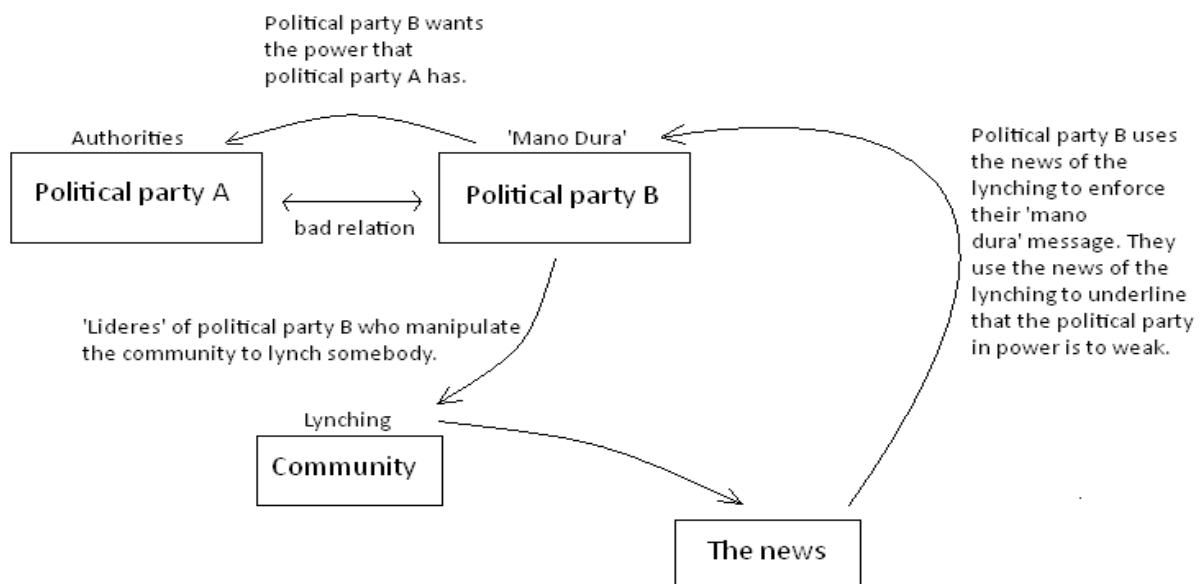 Political party B wants
the power that
political party A has.
Authorities
Political party A
bad relation
'Mano Dura'
Political party B
Political party B uses
the news of the
lynching to enforce
their 'mano
dura' message. They
use the news of the
lynching to underline
that the political party
in power is to weak.
'Lideres' of political party B who manipulate
the community to lynch somebody.
Lynching
Community
The news